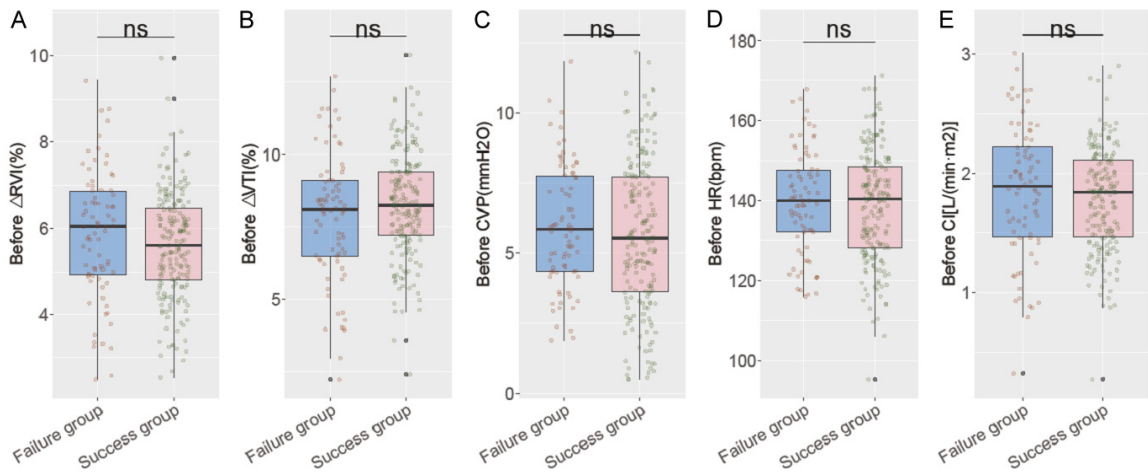 A
ns
Before △RVI(%)
10
8
6
4
Failure group
Success group
B
ns
Before △VTI(%)
10
5
Failure group
Success group
C
ns
Before CVP(mmH2O)
10
5
0
Failure group
Success group
D
ns
Before HR(bpm)
180
160
140
120
100
Failure group
Success group
E
ns
Before CI[L/(min·m2)]
3
2
1
Failure group
Success group